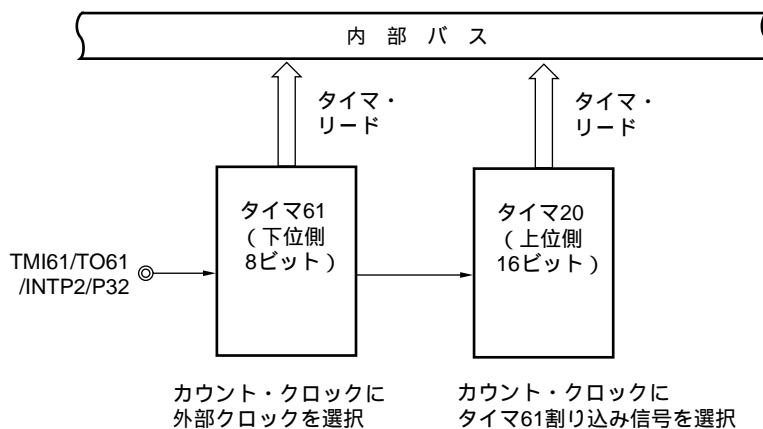 内 部 バ ス
タイマ・
リード
タイマ・
リード
タイマ61
（下位側
8ビット）
タイマ20
（上位側
16ビット）
TMI61/TO61
/INTP2/P32
カウント・クロックに
外部クロックを選択
カウント・クロックに
タイマ61割り込み信号を選択